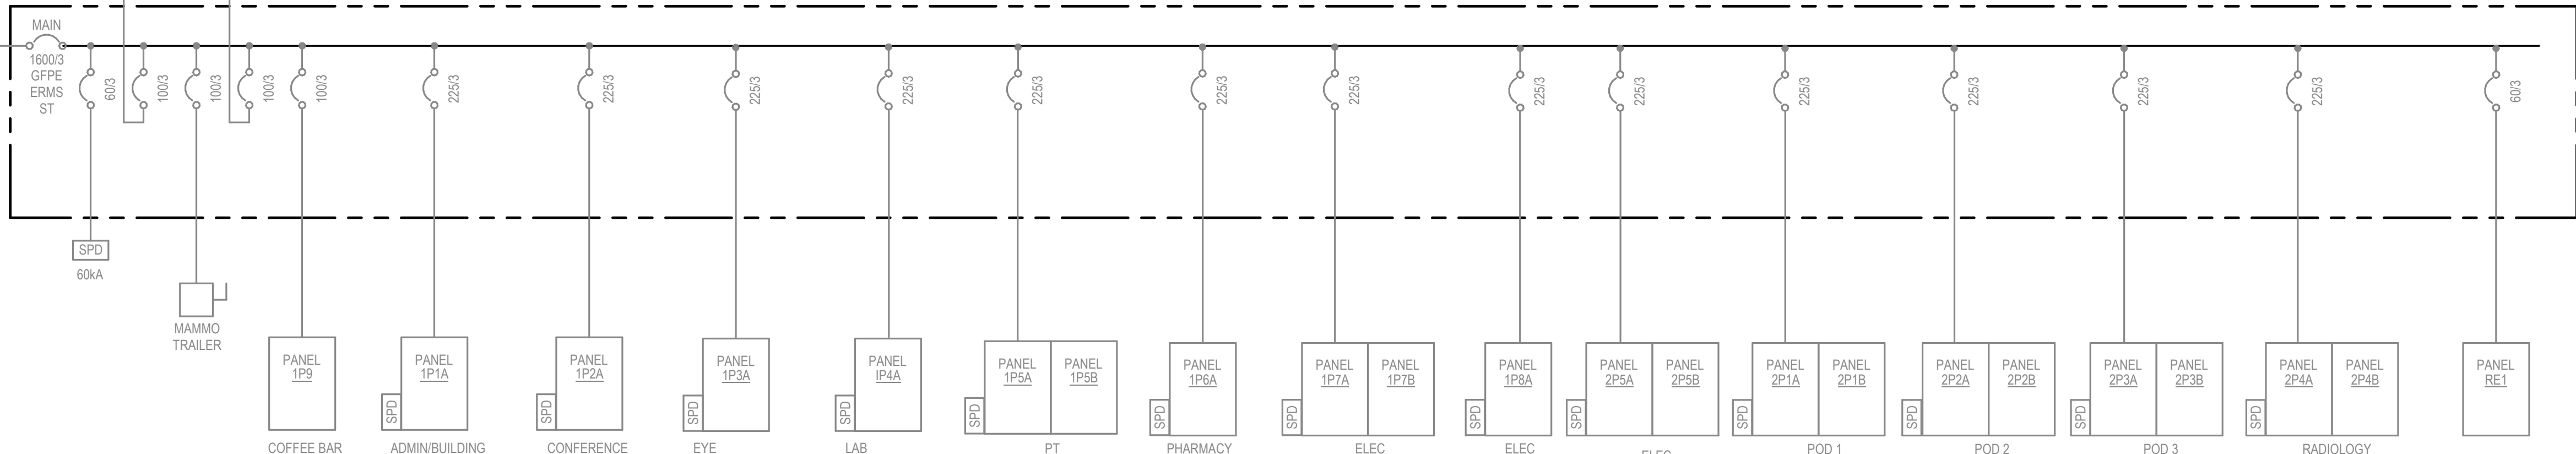 MAIN
1600/3
GFPE
ERMS
ST
60/3
100/3
100/3
100/3
100/3
225/3
225/3
225/3
225/3
225/3
225/3
225/3
225/3
225/3
225/3
225/3
225/3
225/3
60/3
SPD
60kA
MAMMO
TRAILER
PANEL
1P9
COFFEE BAR
PANEL
1P1A
SPD
ADMIN/BUILDING
PANEL
1P2A
SPD
CONFERENCE
PANEL
1P3A
SPD
EYE
PANEL
IP4A
SPD
LAB
PANEL
1P5A
PANEL
1P5B
SPD
PT
PANEL
1P6A
SPD
PHARMACY
PANEL
1P7A
PANEL
1P7B
SPD
ELEC
PANEL
1P8A
SPD
ELEC
PANEL
2P5A
PANEL
2P5B
SPD
PANEL
2P1A
PANEL
2P1B
SPD
POD 1
PANEL
2P2A
PANEL
2P2B
SPD
POD 2
PANEL
2P3A
PANEL
2P3B
SPD
POD 3
PANEL
2P4A
PANEL
2P4B
SPD
RADIOLOGY
PANEL
RE1